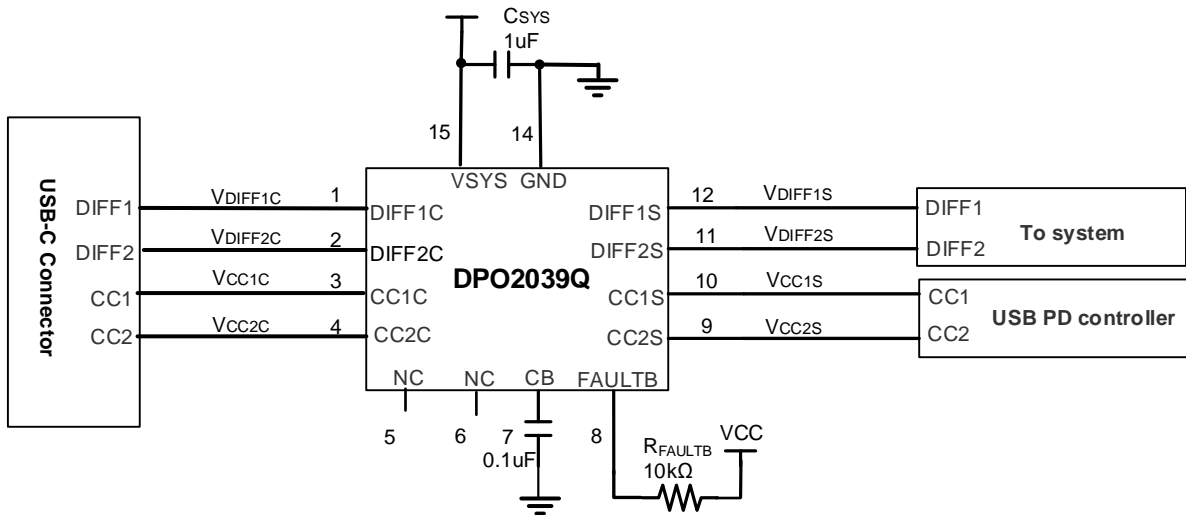 CSYS
1uF
15
14
VSYS
GND
USB-C Connector
DIFF1
VDIFF1C
1
DIFF1C
DIFF2
VDIFF2C
2
DIFF2C
CC1
VCC1C
3
CC1C
CC2
VCC2C
4
CC2C
DPO2039Q
DIFF1S
12
VDIFF1S
DIFF1
DIFF2S
11
VDIFF2S
DIFF2
To system
CC1S
10
VCC1S
CC1
CC2S
9
VCC2S
CC2
USB PD controller
NC
NC
CB
FAULTB
5
6
7
8
0.1uF
RFAULTB
10kΩ
VCC